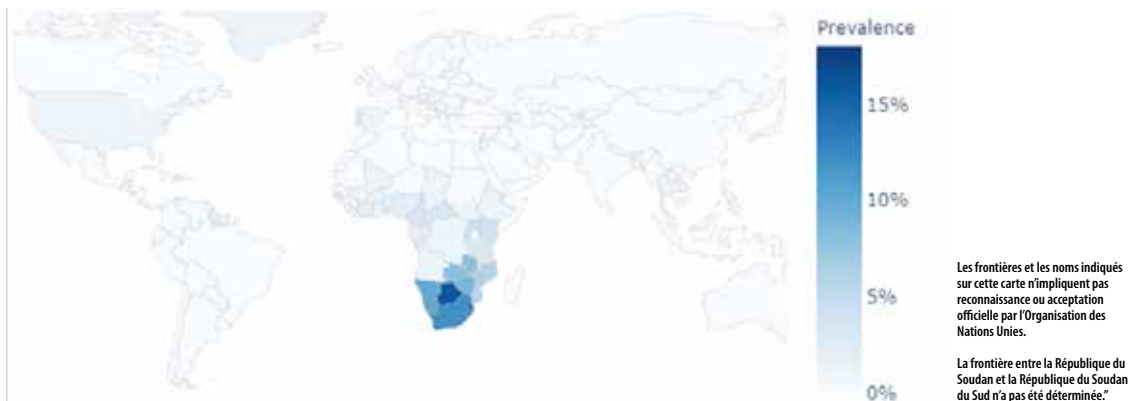 Prevalence
15%
10%
5%
0%
Les frontières et les noms indiqués
sur cette carte n'impliquent pas
reconnaissance ou acceptation
officielle par l'Organisation des
Nations Unies.
La frontière entre la République du
Soudan et la République du Soudan
du Sud n'a pas été déterminée."